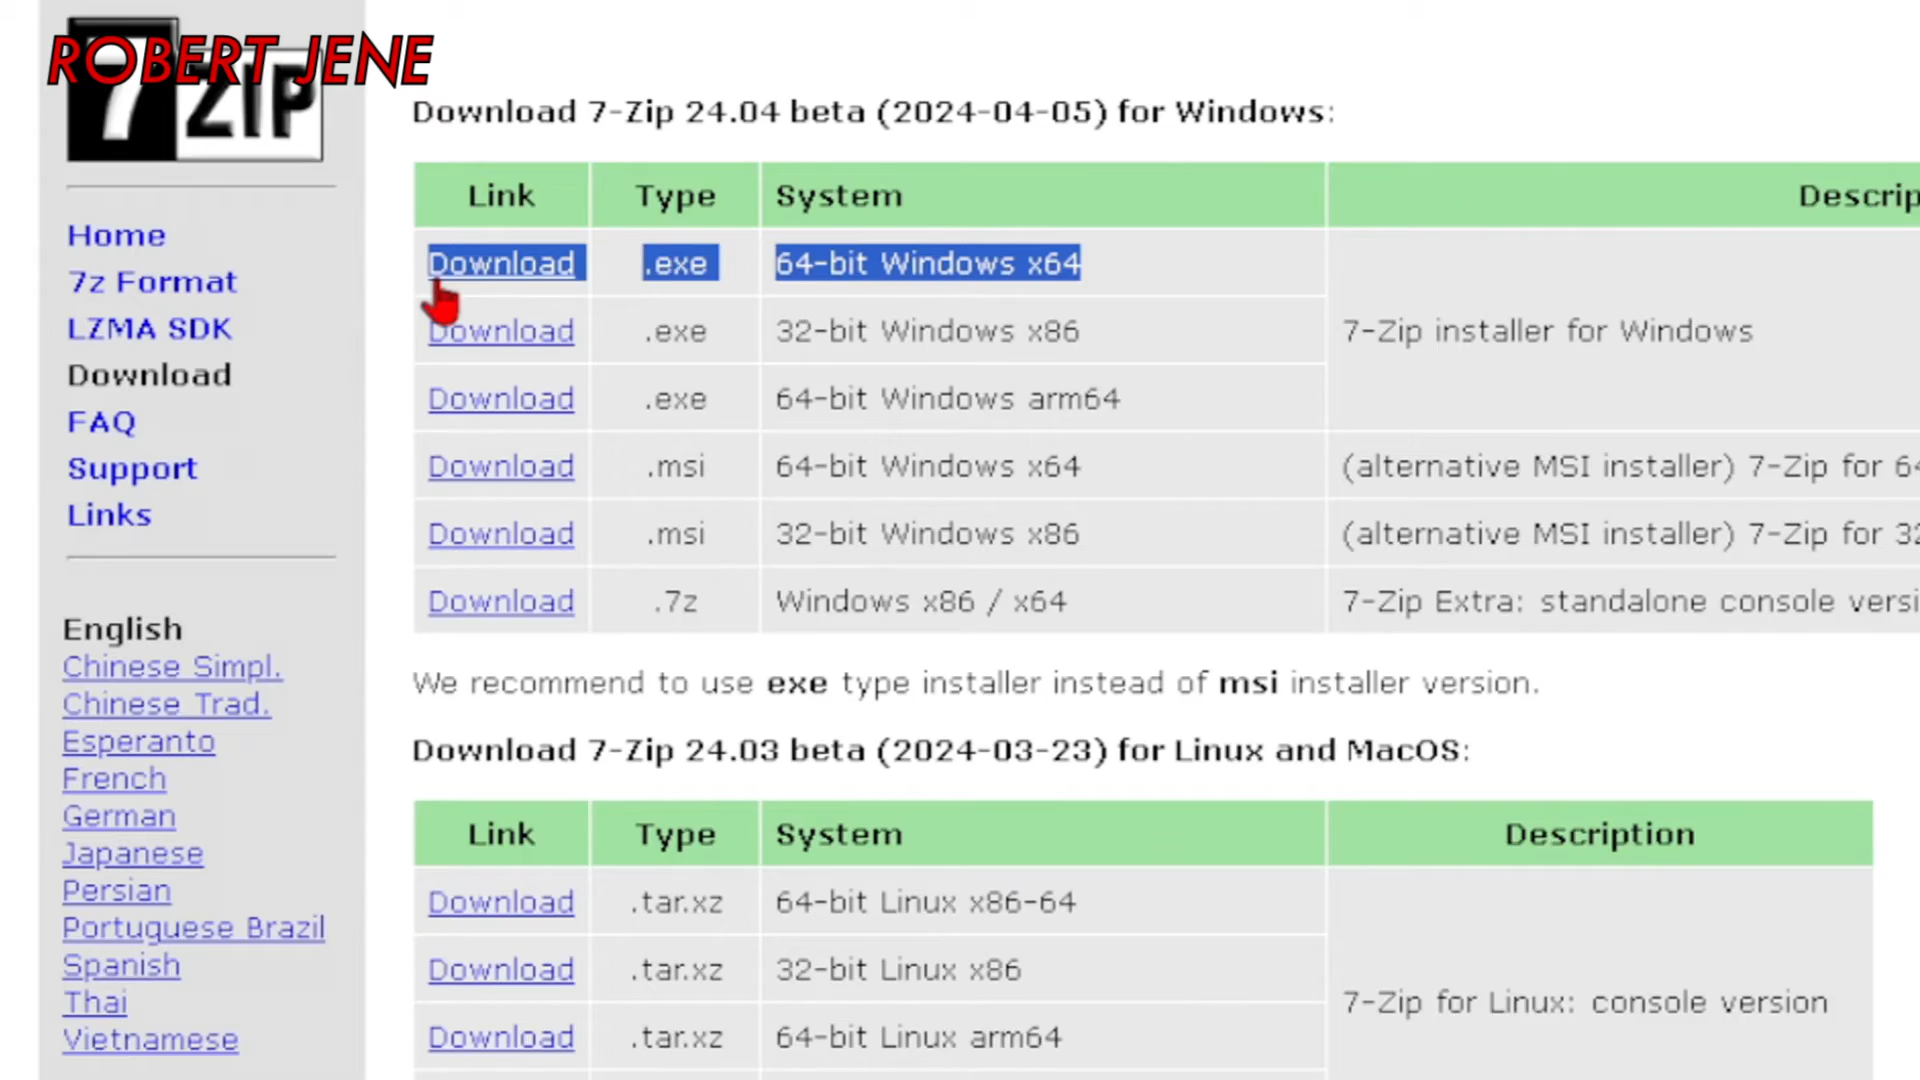 ROBERT JENE
7 ZIP
Home
7z Format
LZMA SDK
Download
FAQ
Support
Links
English
Chinese Simpl.
Chinese Trad.
Esperanto
French
German
Japanese
Persian
Portuguese Brazil
Spanish
Thai
Vietnamese
Download 7-Zip 24.04 beta (2024-04-05) for Windows:
Link Type System Descrip
Download .exe 64-bit Windows x64
Download .exe 32-bit Windows x86 7-Zip installer for Windows
Download .exe 64-bit Windows arm64
Download .msi 64-bit Windows x64 (alternative MSI installer) 7-Zip for 64
Download .msi 32-bit Windows x86 (alternative MSI installer) 7-Zip for 32
Download .7z Windows x86 / x64 7-Zip Extra: standalone console versi
We recommend to use exe type installer instead of msi installer version.
Download 7-Zip 24.03 beta (2024-03-23) for Linux and MacOS:
Link Type System Description
Download .tar.xz 64-bit Linux x86-64
Download .tar.xz 32-bit Linux x86
7-Zip for Linux: console version
Download .tar.xz 64-bit Linux arm64